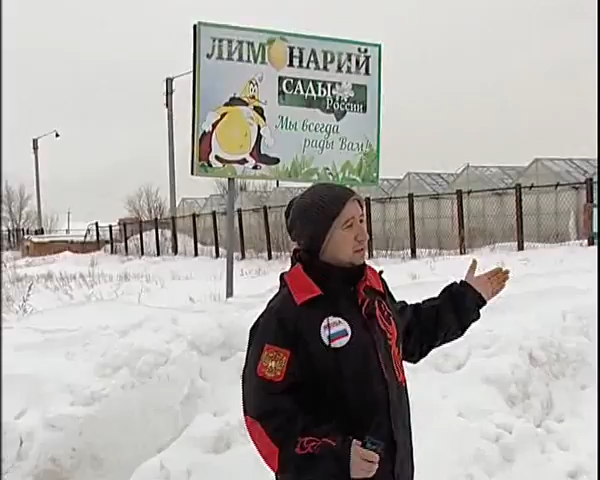 ЛИМОНАРИЙ
САДЫ
России
Мы всегда
рады Вам!